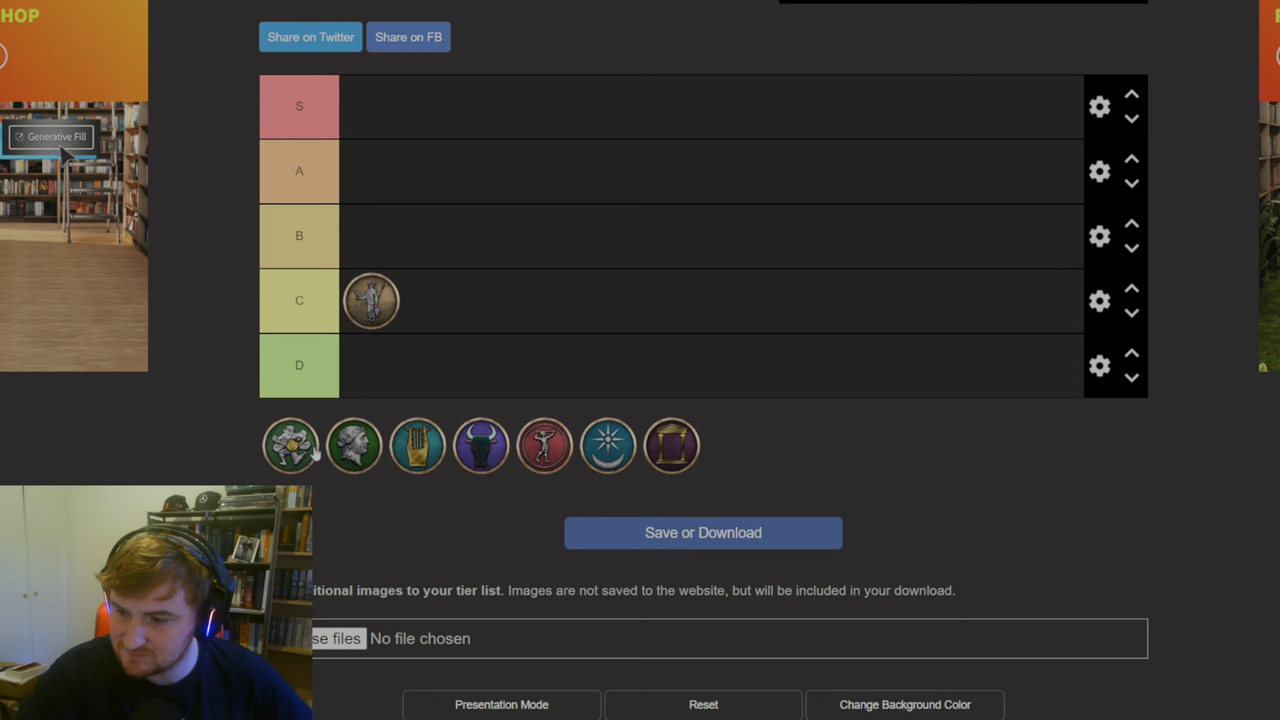 HOP
Share on Twitter
Share on FB
S
A
Generative Fill
B
C
D
Save or Download
itional images to your tier list. Images are not saved to the website, but will be included in your download.
se files No file chosen
Presentation Mode
Reset
Change Background Color